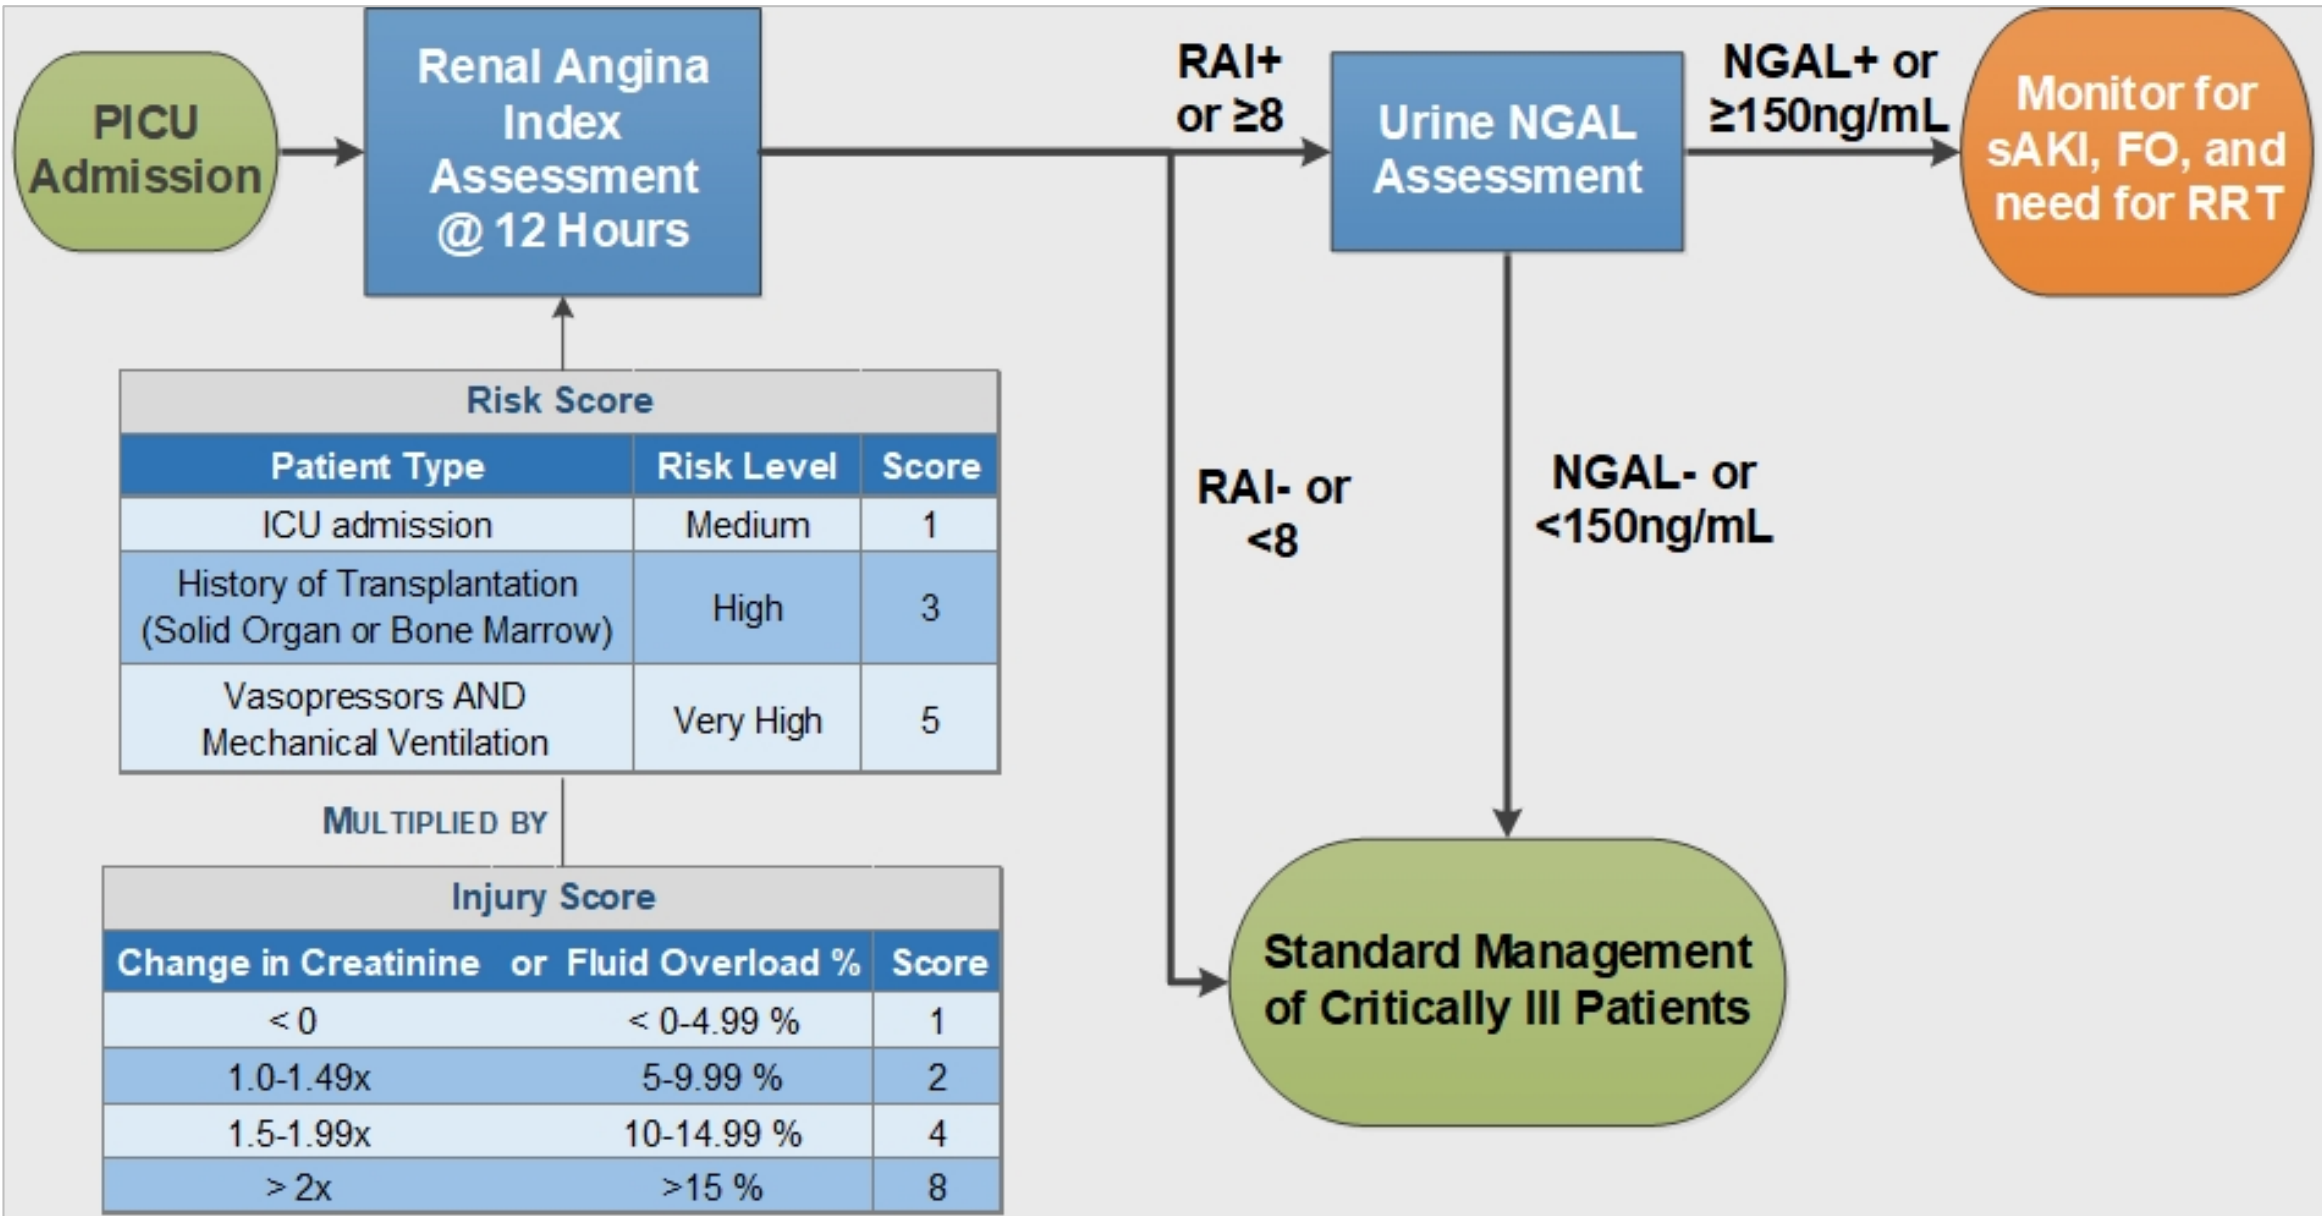 PICU
Admission
Renal Angina
Index
Assessment
@ 12 Hours
RAI+
or ≥8
Urine NGAL
Assessment
NGAL+ or
≥150ng/mL
Monitor for
sAKI, FO, and
need for RRT
Risk Score
Patient Type Risk Level Score
ICU admission Medium 1
History of Transplantation
(Solid Organ or Bone Marrow) High 3
Vasopressors AND
Mechanical Ventilation Very High 5
MULTIPLIED BY
Injury Score
Change in Creatinine or Fluid Overload % Score
< 0 < 0-4.99 % 1
1.0-1.49x 5-9.99 % 2
1.5-1.99x 10-14.99 % 4
> 2x >15 % 8
RAI- or
<8
NGAL- or
<150ng/mL
Standard Management
of Critically Ill Patients